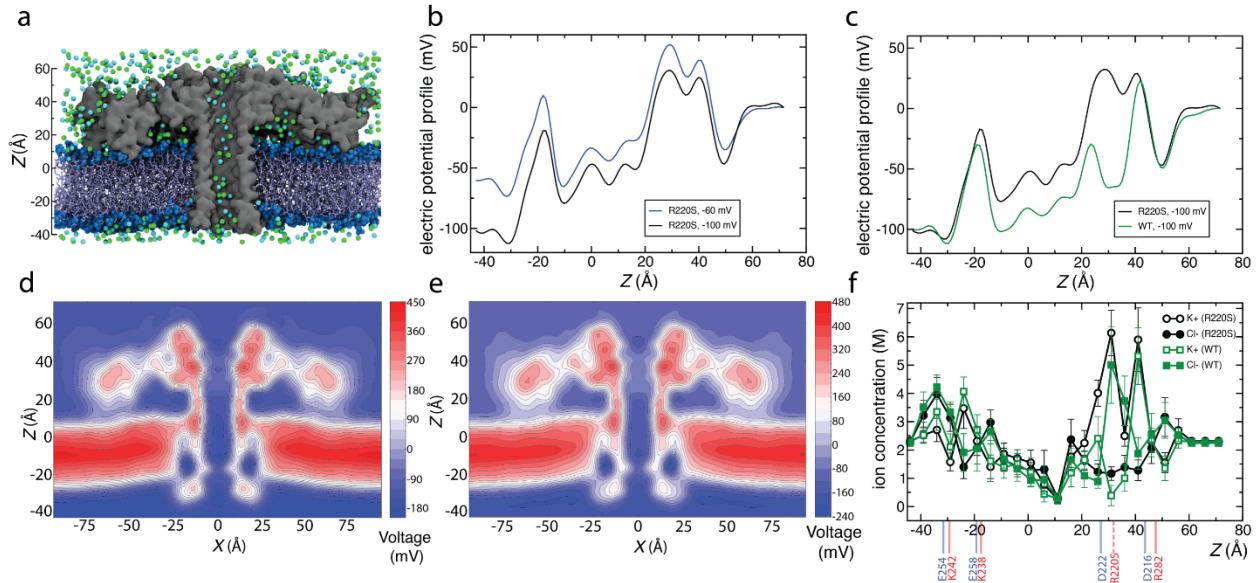 a
Z(Å)
60
40
20
0
-20
-40
b
electric potential profile (mV)
50
0
-50
-100
R220S, -60 mV
R220S, -100 mV
-40 -20 0 20 40 60 80
Z (Å)
c
electric potential profile (mV)
50
0
-50
-100
R220S, -100 mV
WT, -100 mV
-40 -20 0 20 40 60 80
Z (Å)
d
Z(Å)
60
40
20
0
-20
-40
-75 -50 -25 0 25 50 75
X(Å)
450
360
270
180
90
0
-90
-180
Voltage
(mV)
e
Z(Å)
60
40
20
0
-20
-40
-75 -50 -25 0 25 50 75
X(Å)
480
400
320
240
160
80
0
-80
-160
-240
Voltage
(mV)
f
ion concentration (M)
7
6
5
4
3
2
1
0
K+ (R220S)
Cl- (R220S)
K+ (WT)
Cl- (WT)
-40 -20 0 20 40 60 80
Z (Å)
E254
K242
E258
K238
D222
R220S
D216
R282